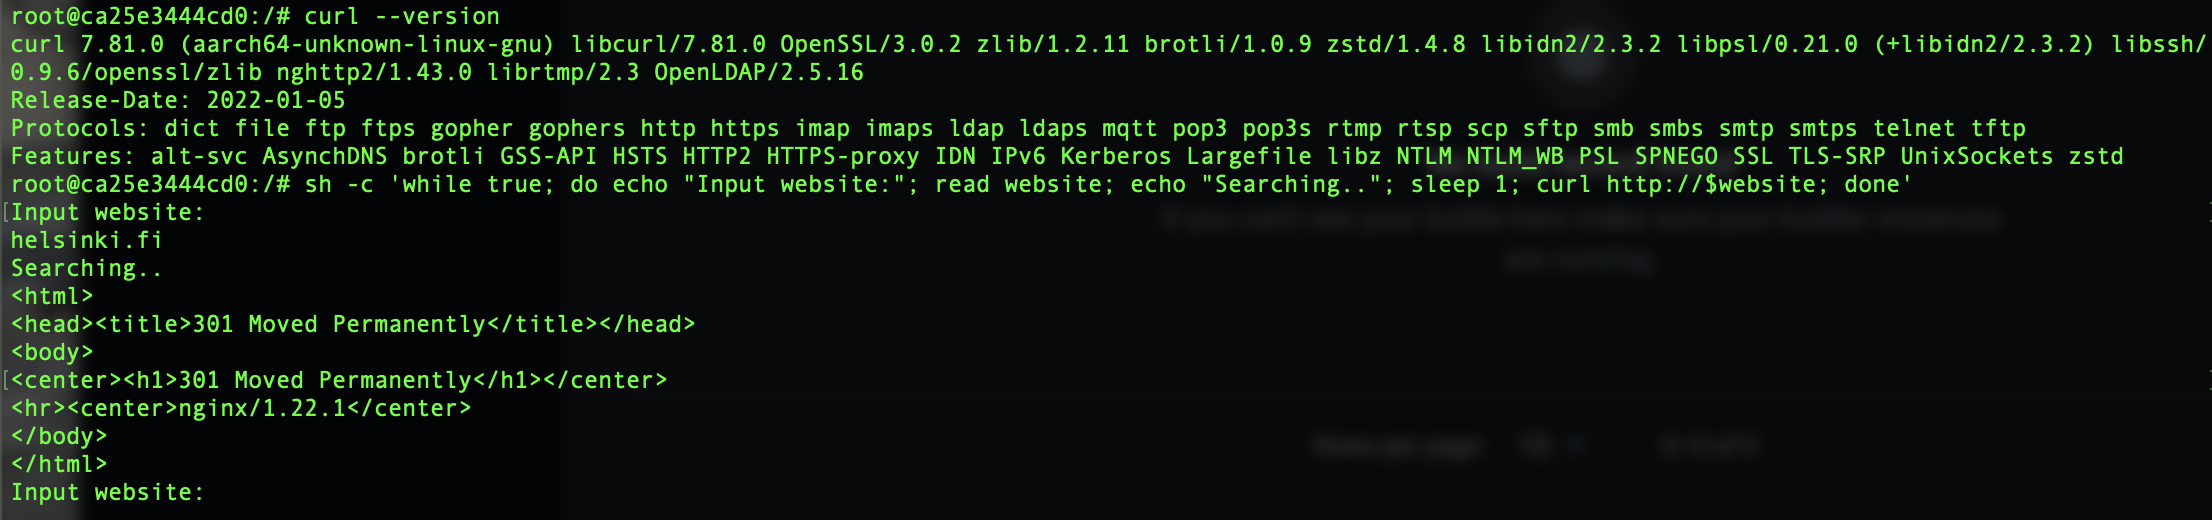 root@ca25e3444cd0:/# curl --version
curl 7.81.0 (aarch64-unknown-linux-gnu) libcurl/7.81.0 OpenSSL/3.0.2 zlib/1.2.11 brotli/1.0.9 zstd/1.4.8 libidn2/2.3.2 libpsl/0.21.0 (+libidn2/2.3.2) libssh/
0.9.6/openssl/zlib nghttp2/1.43.0 librtmp/2.3 OpenLDAP/2.5.16
Release-Date: 2022-01-05
Protocols: dict file ftp ftps gopher gophers http https imap imaps ldap ldaps mqtt pop3 pop3s rtmp rtsp scp sftp smb smbs smtp smtps telnet tftp
Features: alt-svc AsynchDNS brotli GSS-API HSTS HTTP2 HTTPS-proxy IDN IPv6 Kerberos Largefile libz NTLM NTLM_WB PSL SPNEGO SSL TLS-SRP UnixSockets zstd
root@ca25e3444cd0:/# sh -c 'while true; do echo "Input website:"; read website; echo "Searching.."; sleep 1; curl http://$website; done'
Input website:
helsinki.fi
Searching..
<html>
<head><title>301 Moved Permanently</title></head>
<body>
<center><h1>301 Moved Permanently</h1></center>
<hr><center>nginx/1.22.1</center>
</body>
</html>
Input website: